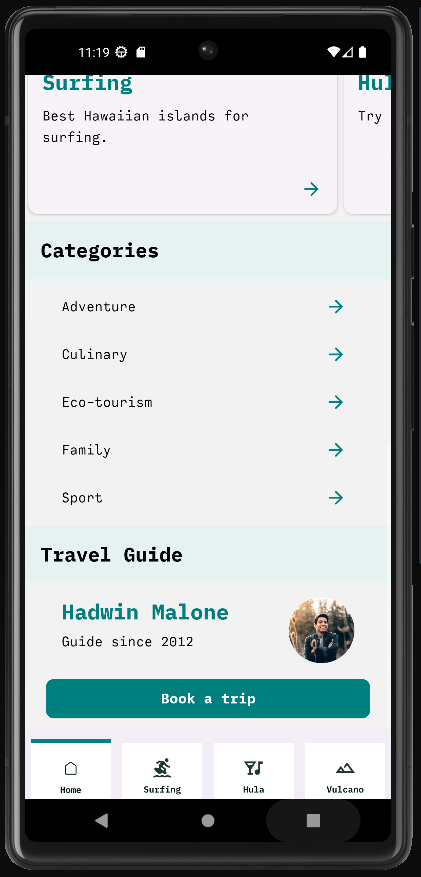 11:19
Surfing
Best Hawaiian islands for
surfing.
Try
Categories
Adventure
Culinary
Eco-tourism
Family
Sport
Travel Guide
Hadwin Malone
Guide since 2012
Book a trip
Home
Surfing
Hula
Vulcano